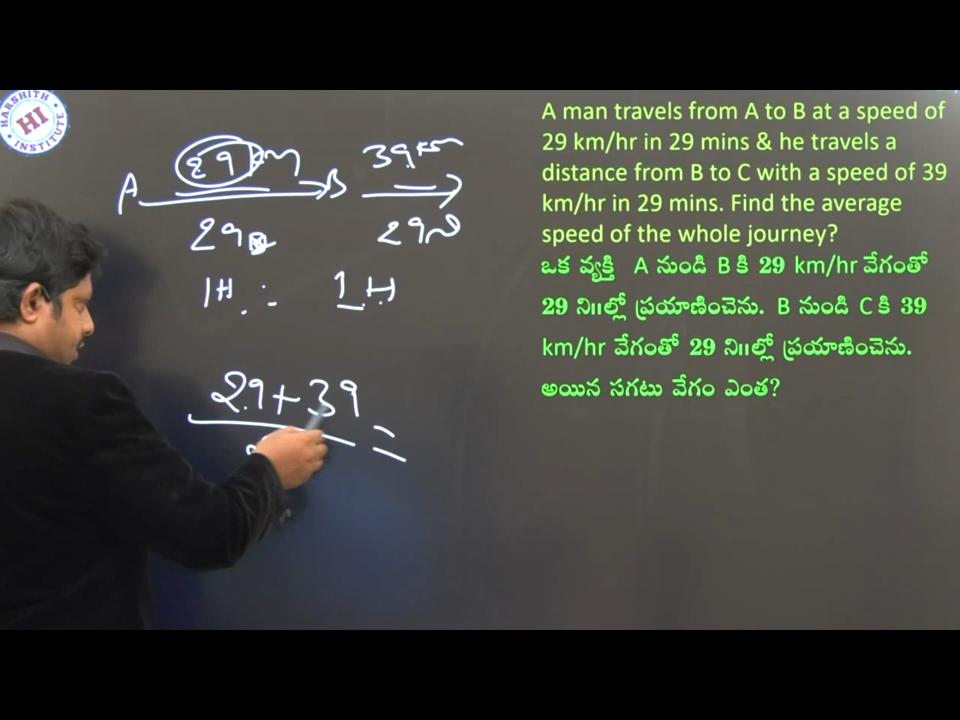 HARSHITH
HI
INSTITUTE
29 km
39 km
A
B
29
29
1H
1 H
29 + 39 =
A man travels from A to B at a speed of
29 km/hr in 29 mins & he travels a
distance from B to C with a speed of 39
km/hr in 29 mins. Find the average
speed of the whole journey?
ఒక వ్యక్తి A నుండి B కి 29 km/hr వేగంతో
29 నిııల్లో ప్రయాణించెను. B నుండి C కి 39
km/hr వేగంతో 29 నిııల్లో ప్రయాణించెను.
అయిన సగటు వేగం ఎంత?